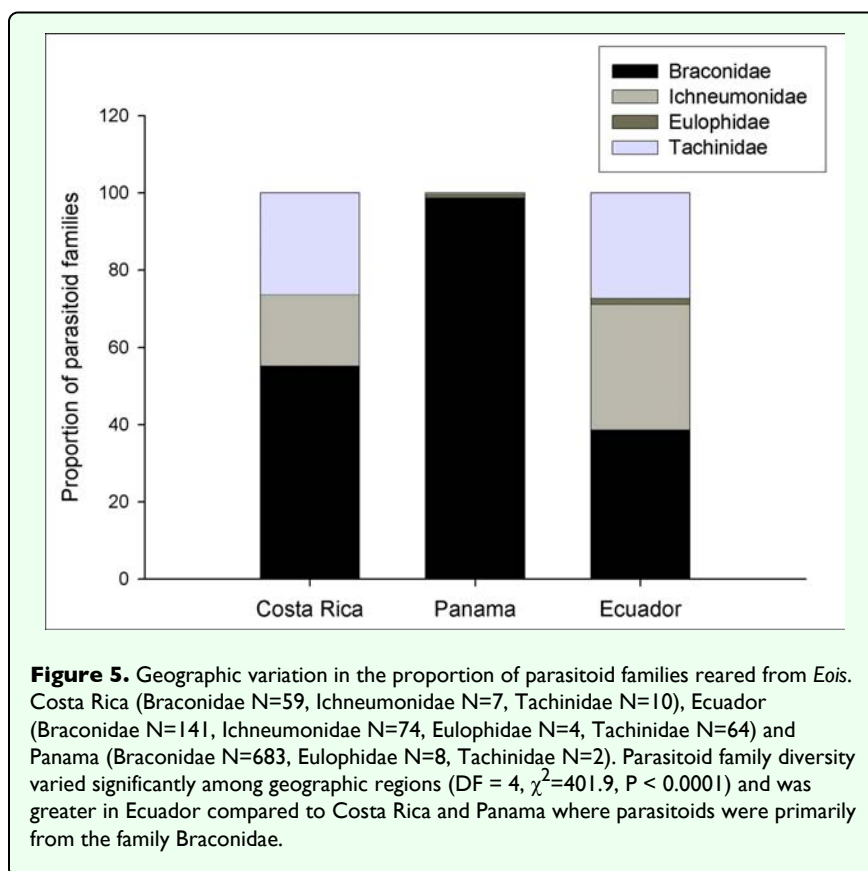 Braconidae
Ichneumonidae
Eulophidae
Tachinidae
120
100
80
60
40
20
0
Proportion of parasitoid families
Costa Rica Panama Ecuador
Figure 5. Geographic variation in the proportion of parasitoid families reared from Eois.
Costa Rica (Braconidae N=59, Ichneumonidae N=7, Tachinidae N=10), Ecuador
(Braconidae N=141, Ichneumonidae N=74, Eulophidae N=4, Tachinidae N=64) and
Panama (Braconidae N=683, Eulophidae N=8, Tachinidae N=2). Parasitoid family diversity
varied significantly among geographic regions (DF = 4, χ²=401.9, P < 0.0001) and was
greater in Ecuador compared to Costa Rica and Panama where parasitoids were primarily
from the family Braconidae.